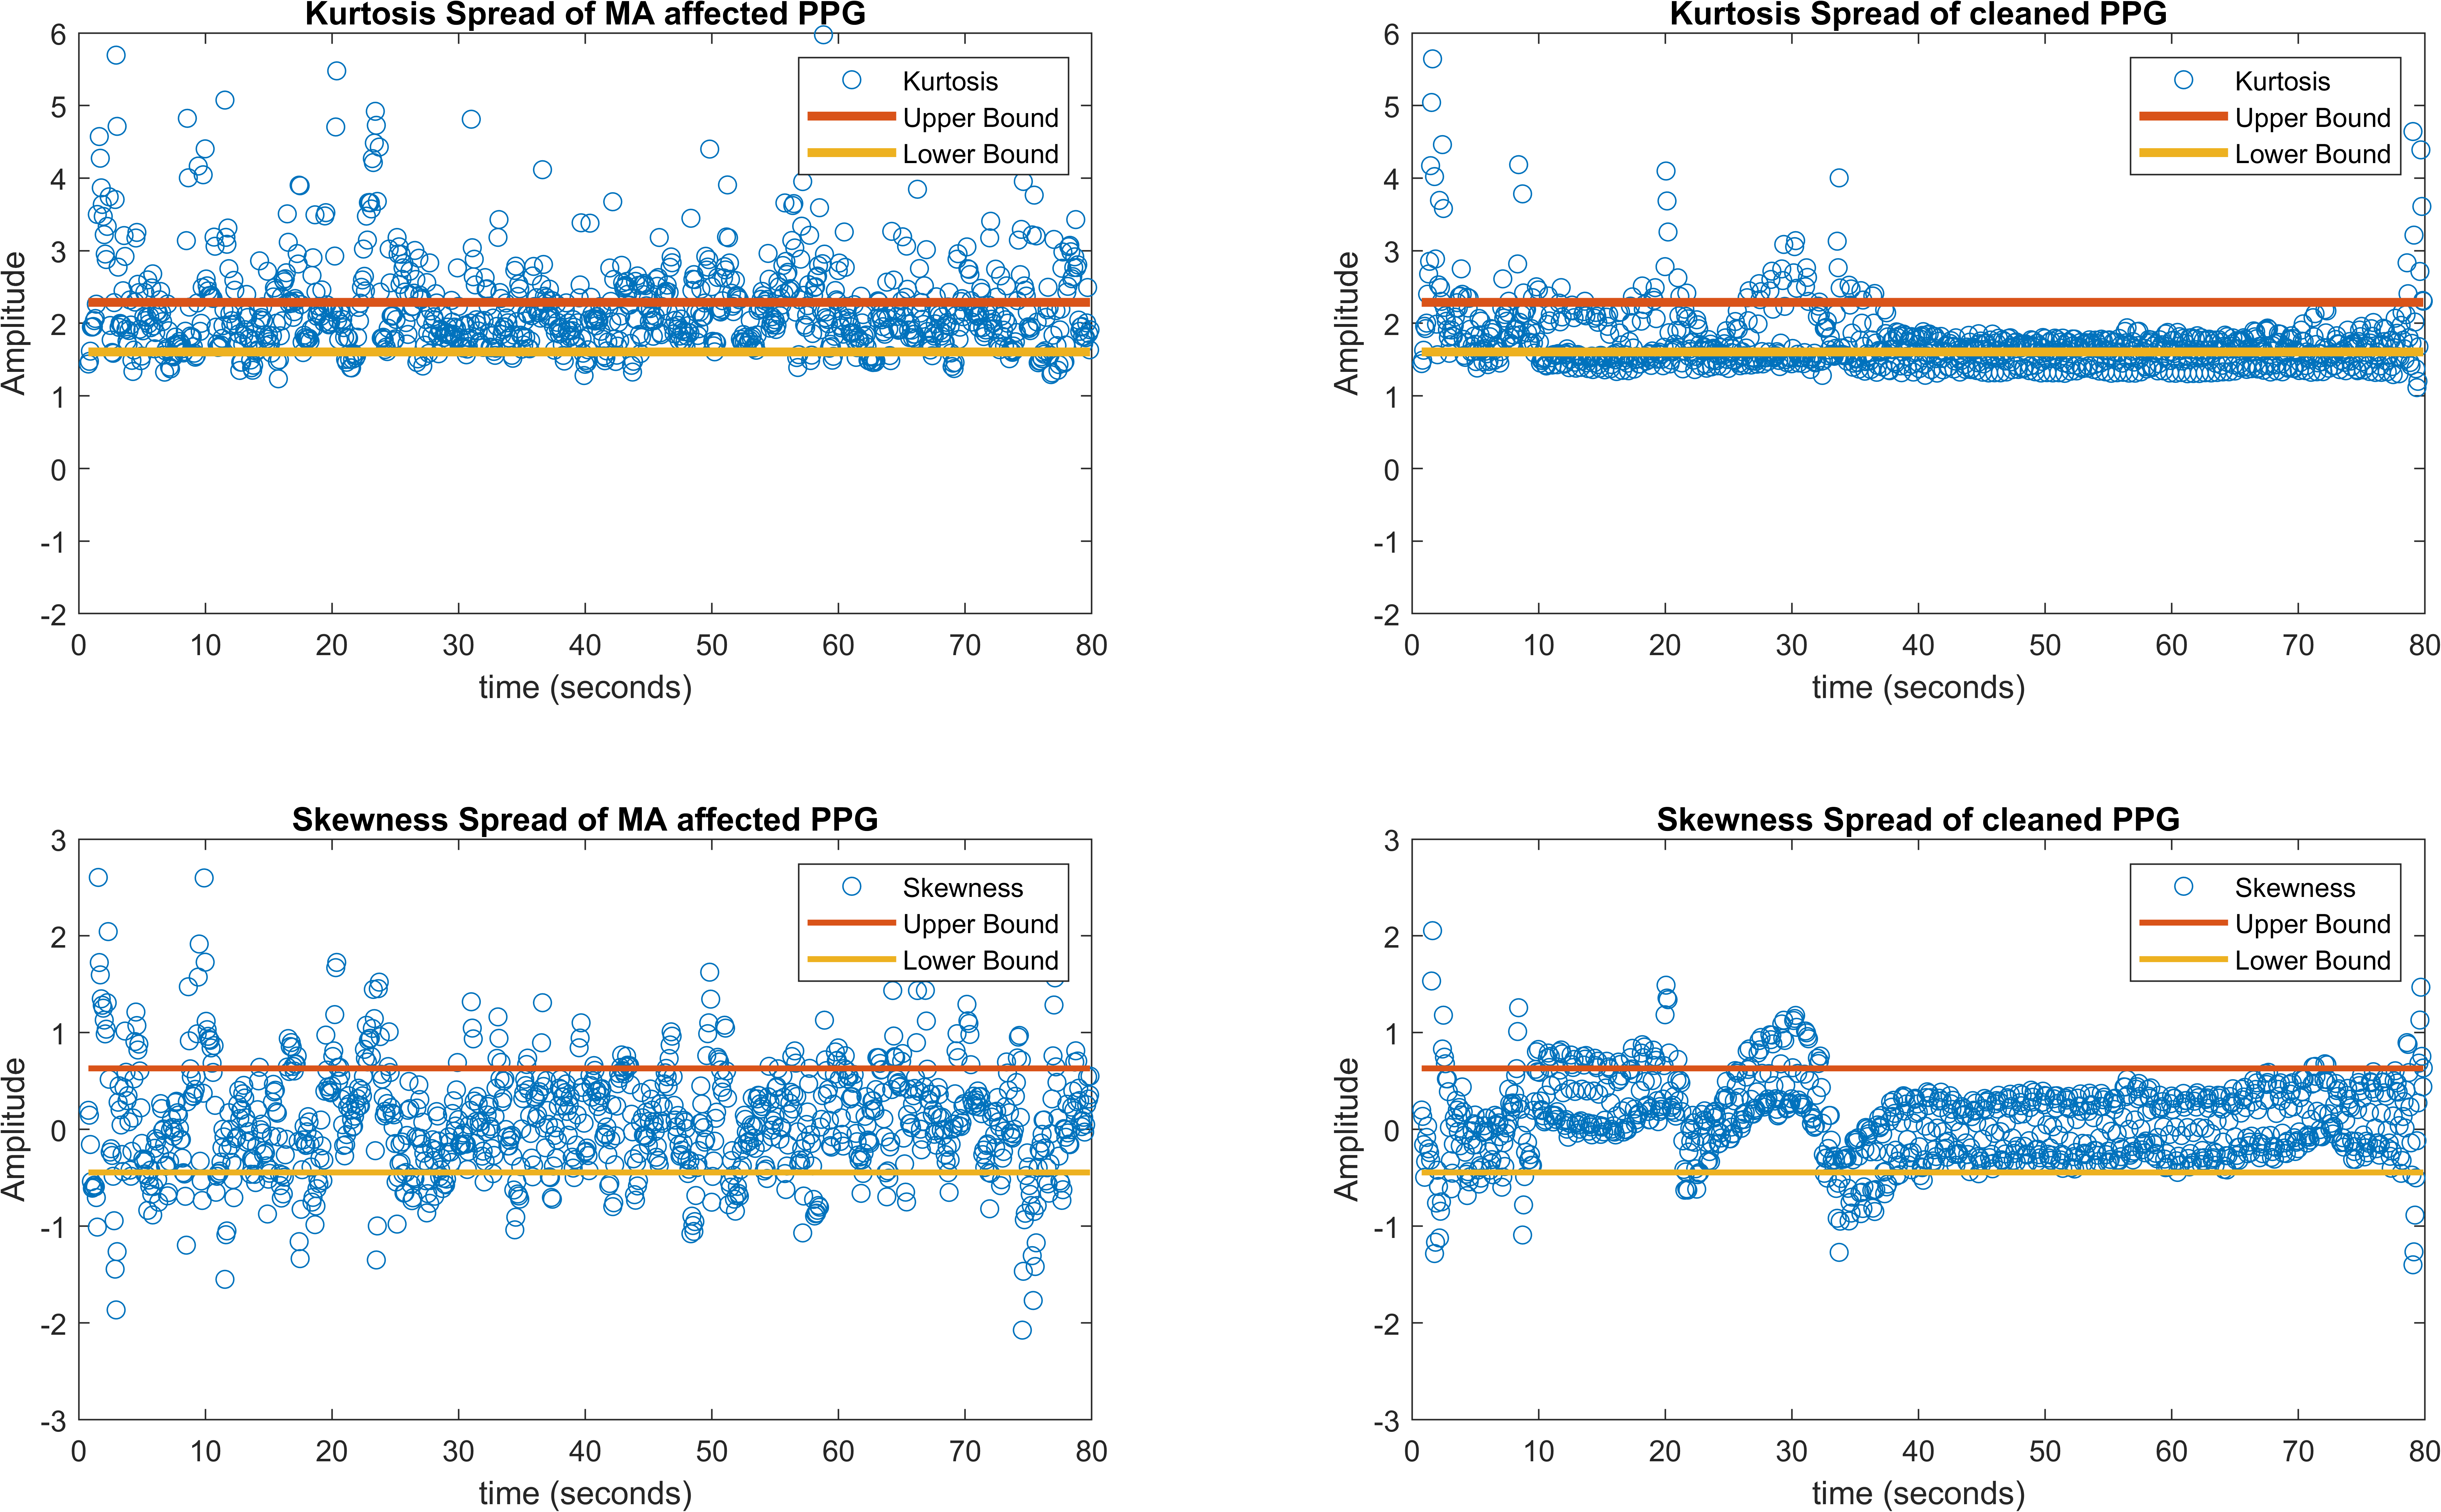 Kurtosis Spread of MA affected PPG
6
5
4
3
2
1
0
-1
-2
Amplitude
Kurtosis
Upper Bound
Lower Bound
0 10 20 30 40 50 60 70 80
time (seconds)
Kurtosis Spread of cleaned PPG
6
5
4
3
2
1
0
-1
-2
Amplitude
Kurtosis
Upper Bound
Lower Bound
0 10 20 30 40 50 60 70 80
time (seconds)
Skewness Spread of MA affected PPG
3
2
1
0
-1
-2
-3
Amplitude
Skewness
Upper Bound
Lower Bound
0 10 20 30 40 50 60 70 80
time (seconds)
Skewness Spread of cleaned PPG
3
2
1
0
-1
-2
-3
Amplitude
Skewness
Upper Bound
Lower Bound
0 10 20 30 40 50 60 70 80
time (seconds)